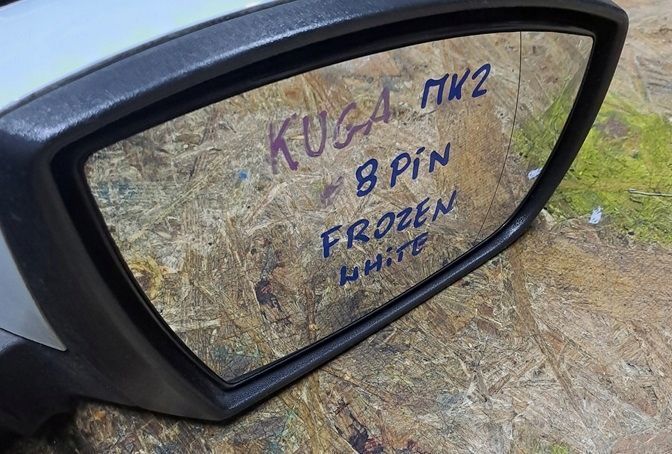 KUGA MK2
8 PiN
FROZEN
WHiTE